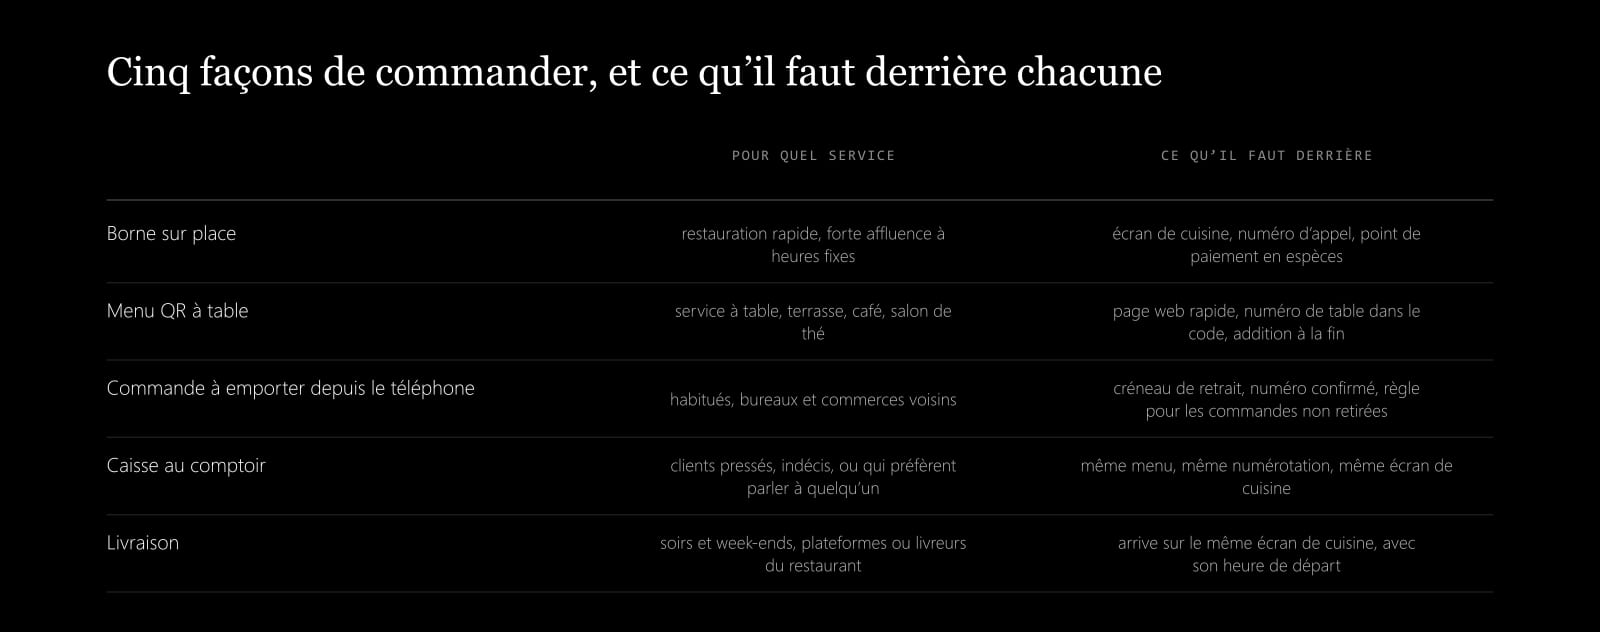 Cinq façons de commander, et ce qu’il faut derrière chacune
POUR QUEL SERVICE
CE QU’IL FAUT DERRIÈRE
Borne sur place
restauration rapide, forte affluence à
heures fixes
écran de cuisine, numéro d’appel, point de
paiement en espèces
Menu QR à table
service à table, terrasse, café, salon de
thé
page web rapide, numéro de table dans le
code, addition à la fin
Commande à emporter depuis le téléphone
habitués, bureaux et commerces voisins
créneau de retrait, numéro confirmé, règle
pour les commandes non retirées
Caisse au comptoir
clients pressés, indécis, ou qui préfèrent
parler à quelqu’un
même menu, même numérotation, même écran de
cuisine
Livraison
soirs et week-ends, plateformes ou livreurs
du restaurant
arrive sur le même écran de cuisine, avec
son heure de départ